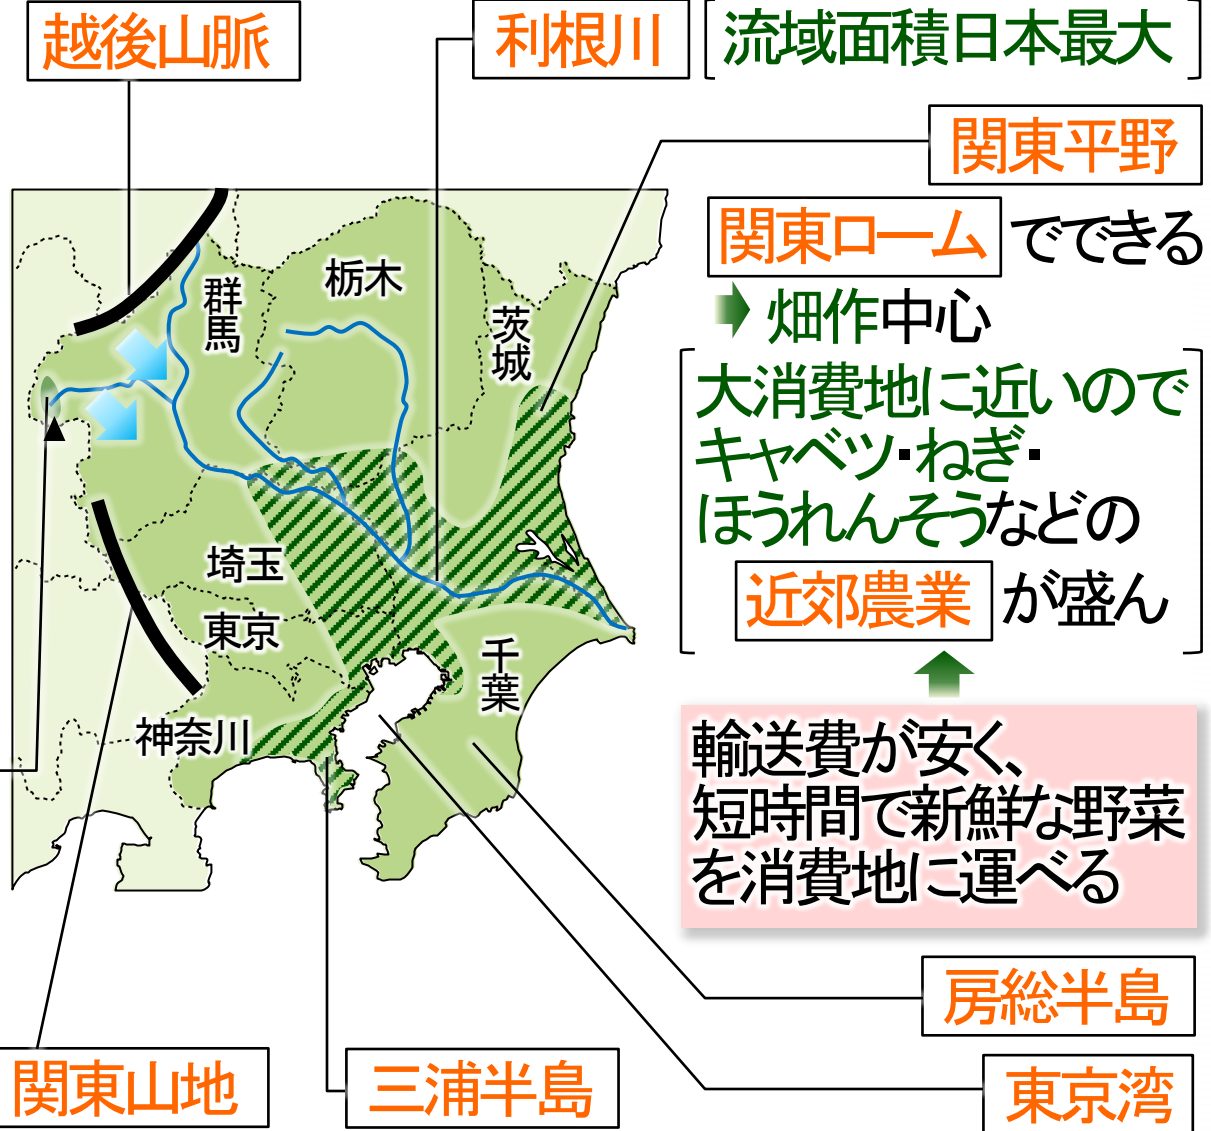 越後山脈
利根川
流域面積日本最大
関東平野
関東ロームでできる
畑作中心
大消費地に近いので
キャベツ・ねぎ・
ほうれんそうなどの
近郊農業が盛ん
輸送費が安く、
短時間で新鮮な野菜
を消費地に運べる
群馬
栃木
茨城
埼玉
東京
千葉
神奈川
房総半島
関東山地
三浦半島
東京湾